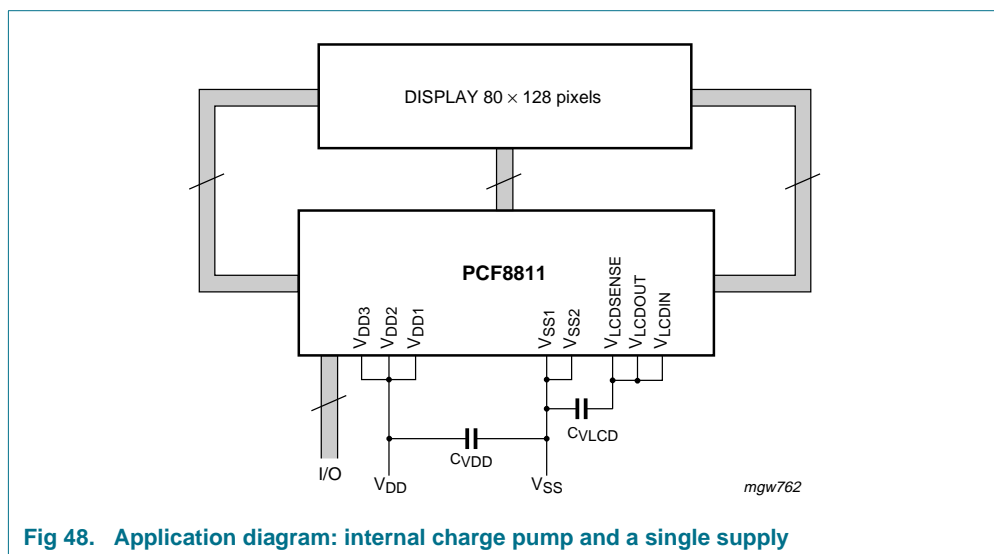 DISPLAY 80 × 128 pixels
PCF8811
VDD3
VDD2
VDD1
VSS1
VSS2
VLCDSENSE
VLCDOUT
VLCDIN
CVLCD
CVDD
I/O
VDD
VSS
mgw762
Fig 48. Application diagram: internal charge pump and a single supply